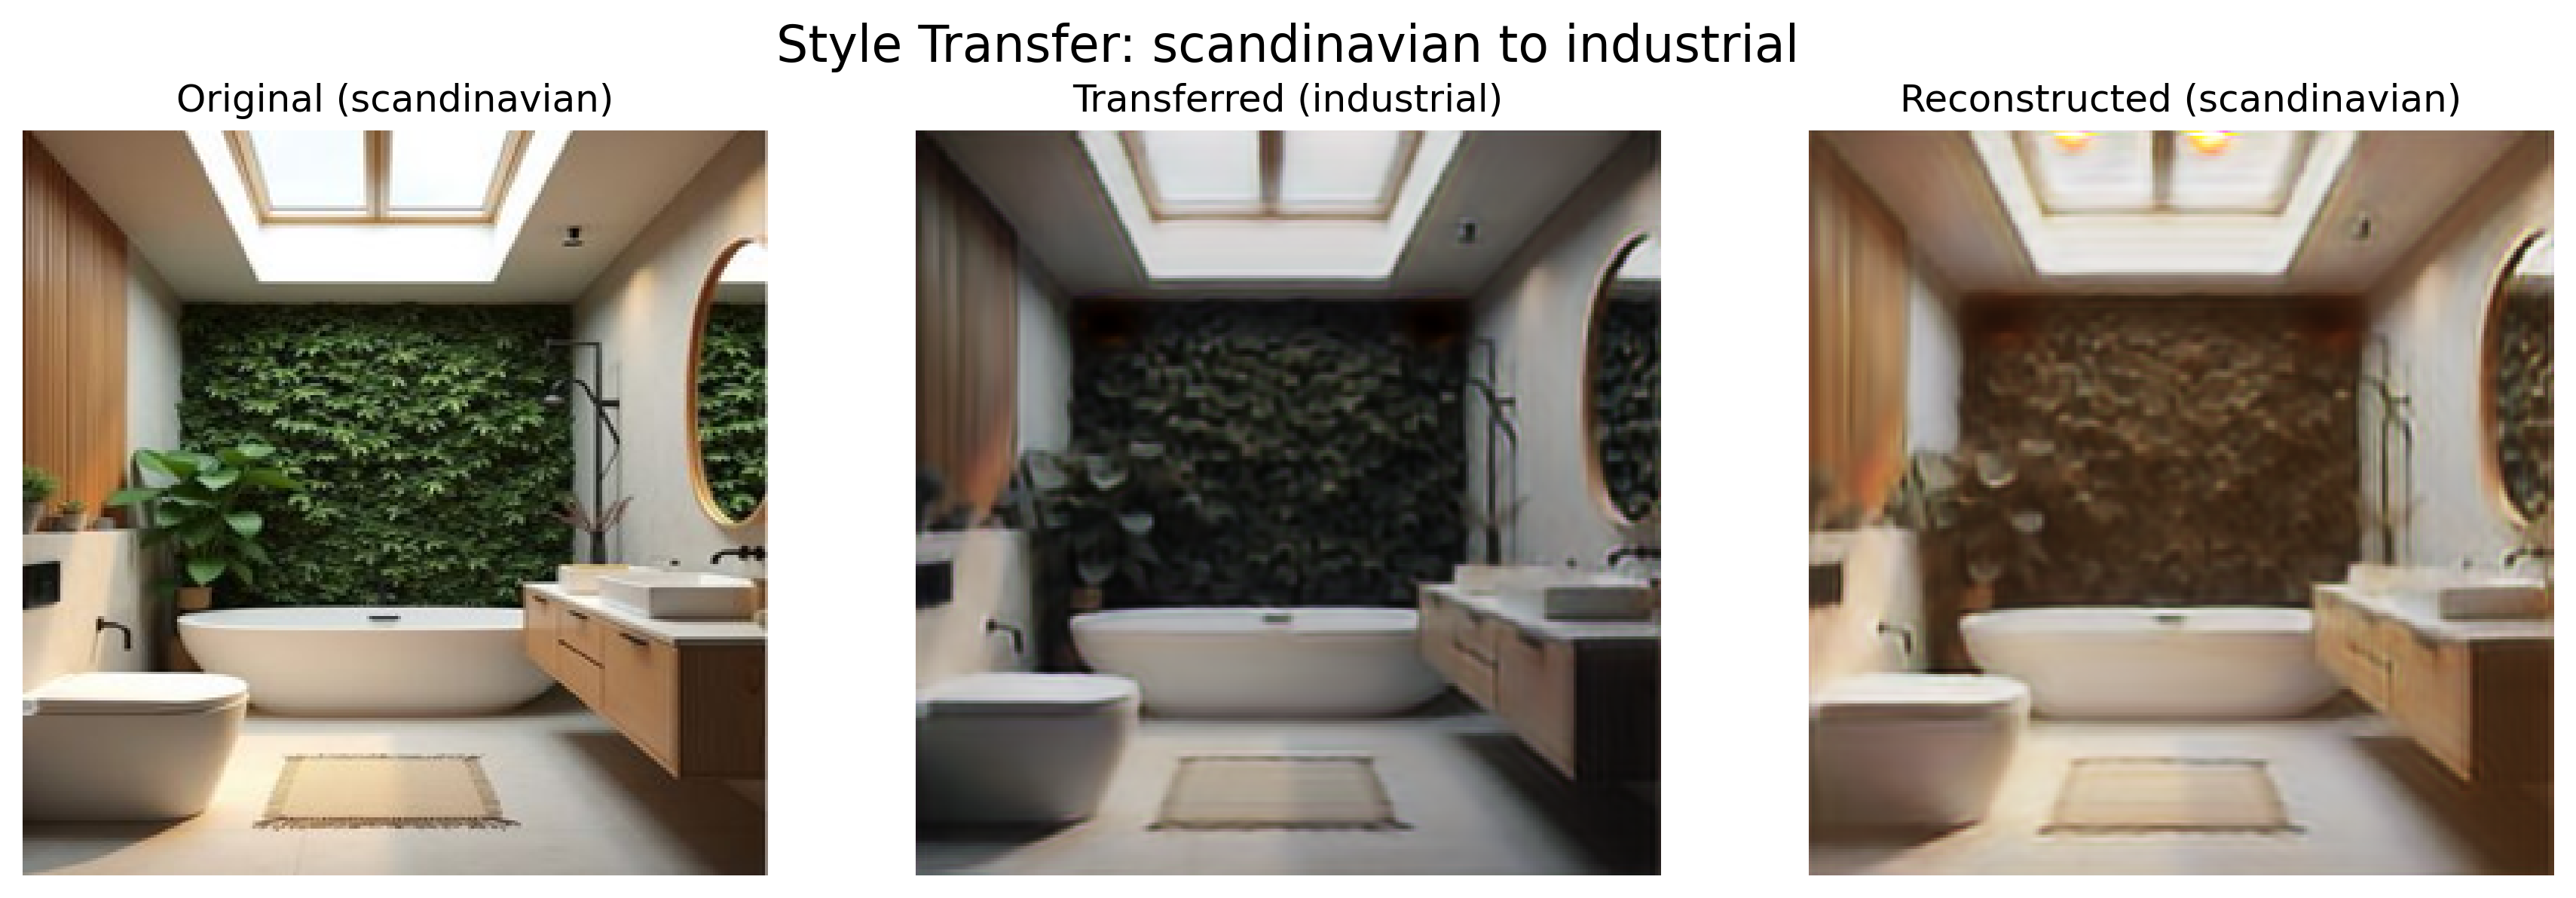 Style Transfer: scandinavian to industrial
Original (scandinavian)
Transferred (industrial)
Reconstructed (scandinavian)